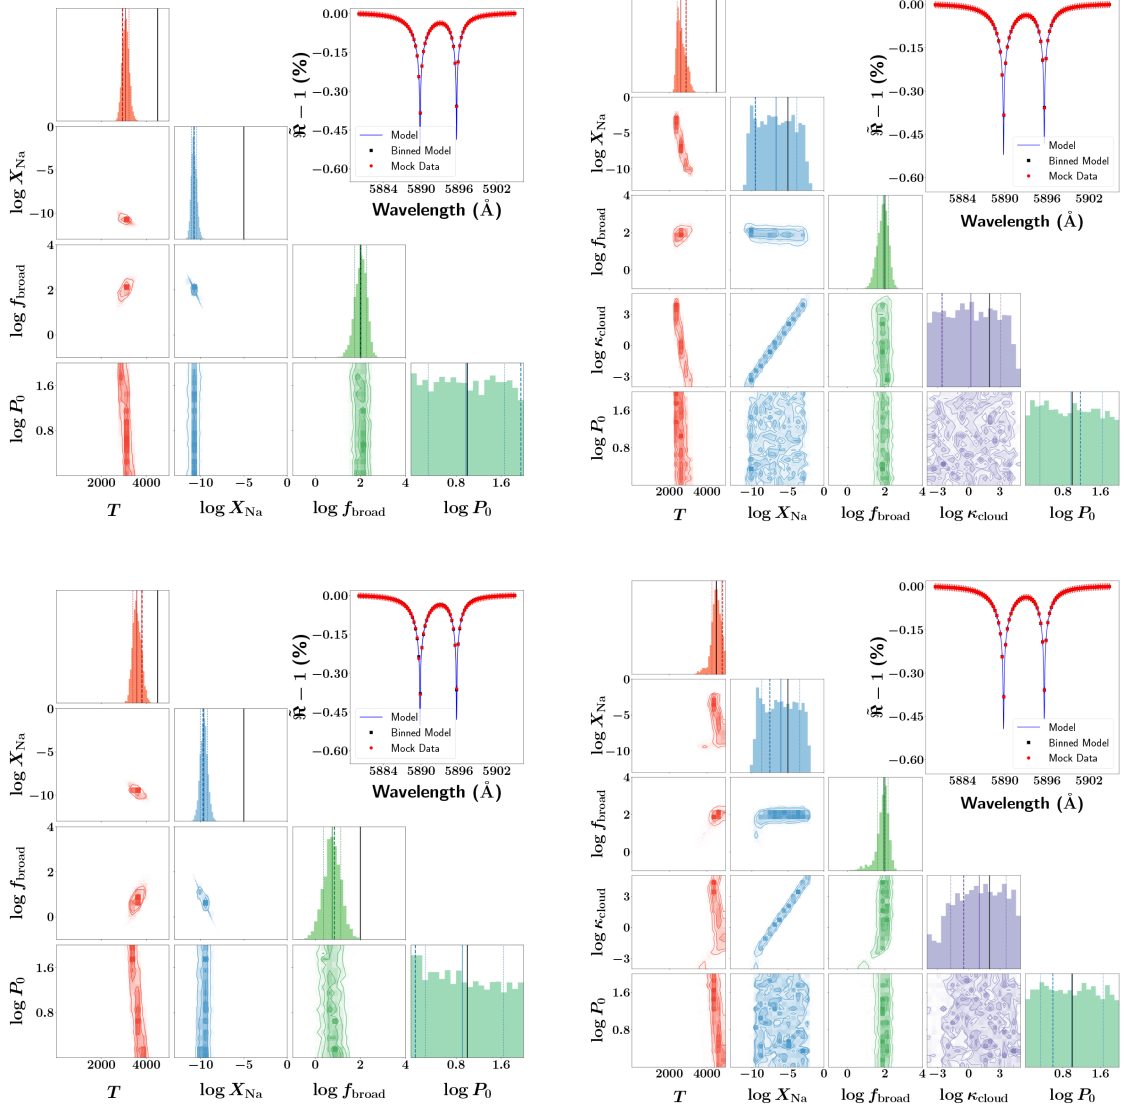 0.00
−0.15
−0.30
−0.45
−0.60
ℜ̃ − 1 (%)
Model
Binned Model
Mock Data
5884 5890 5896 5902
Wavelength (Å)
0
−5
−10
log X_Na
4
2
0
log f_broad
1.6
0.8
log P_0
2000 4000
T
−10 −5 0
log X_Na
0 2 4
log f_broad
0.8 1.6
log P_0
0.00
−0.15
−0.30
−0.45
−0.60
ℜ̃ − 1 (%)
Model
Binned Model
Mock Data
5884 5890 5896 5902
Wavelength (Å)
0
−5
−10
log X_Na
4
2
0
log f_broad
3
0
−3
log κ_cloud
1.6
0.8
log P_0
2000 4000
T
−10 −5 0
log X_Na
0 2 4
log f_broad
−3 0 3
log κ_cloud
0.8 1.6
log P_0
0.00
−0.15
−0.30
−0.45
−0.60
ℜ̃ − 1 (%)
Model
Binned Model
Mock Data
5884 5890 5896 5902
Wavelength (Å)
0
−5
−10
log X_Na
4
2
0
log f_broad
1.6
0.8
log P_0
2000 4000
T
−10 −5 0
log X_Na
0 2 4
log f_broad
0.8 1.6
log P_0
0.00
−0.15
−0.30
−0.45
−0.60
ℜ̃ − 1 (%)
Model
Binned Model
Mock Data
5884 5890 5896 5902
Wavelength (Å)
0
−5
−10
log X_Na
4
2
0
log f_broad
3
0
−3
log κ_cloud
1.6
0.8
log P_0
2000 4000
T
−10 −5 0
log X_Na
0 2 4
log f_broad
−3 0 3
log κ_cloud
0.8 1.6
log P_0